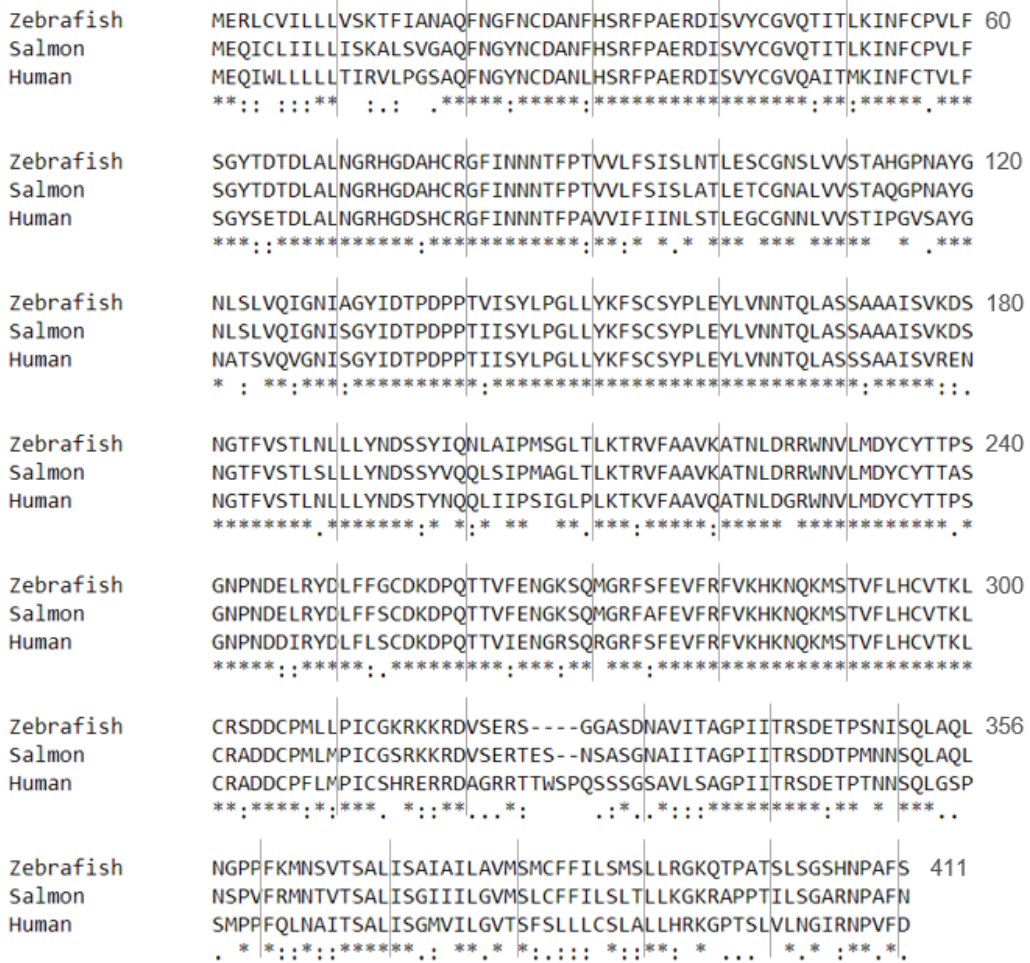 Zebrafish MERLCVILLLVSKTFIANAQFNGFNCDANFHSRFPAERDISVYCGVQTITLKINFCPVLF 60
Salmon MEQICLIILLISKALSVGAQFNGYNCDANFHSRFPAERDISVYCGVQTITLKINFCPVLF
Human MEQIWLLLLLTIRVLPGSAQFNGYNCDANLHSRFPAERDISVYCGVQAITMKINFCTVLF
**:: :::**  :.:  .*****:*****:*****************:**:*****.***
Zebrafish SGYTDTDLALNGRHGDAHCRGFINNNTFPTVVLFSISLNTLESCGNSLVVSTAHGPNAYG 120
Salmon SGYTDTDLALNGRHGDAHCRGFINNNTFPTVVLFSISLATLETCGNALVVSTAQGPNAYG
Human SGYSETDLALNGRHGDSHCRGFINNNTFPAVVIFIINLSTLEGCGNNLVVSTIPGVSAYG
***::***********:************:**:* *.* *** *** *****  * .***
Zebrafish NLSLVQIGNIAGYIDTPDPPTVISYLPGLLYKFSCSYPLEYLVNNTQLASSAAAISVKDS 180
Salmon NLSLVQIGNISGYIDTPDPPTIISYLPGLLYKFSCSYPLEYLVNNTQLASSAAAISVKDS
Human NATSVQVGNISGYIDTPDPPTIISYLPGLLYKFSCSYPLEYLVNNTQLASSSAAISVREN
* : **:***:**********:*****************************:*****::.
Zebrafish NGTFVSTLNLLLYNDSSYIQNLAIPMSGLTLKTRVFAAVKATNLDRRWNVLMDYCYTTPS 240
Salmon NGTFVSTLSLLLYNDSSYVQQLSIPMAGLTLKTRVFAAVKATNLDRRWNVLMDYCYTTAS
Human NGTFVSTLNLLLYNDSTYNQQLIIPSIGLPLKTKVFAAVQATNLDGRWNVLMDYCYTTPS
********.*******:* *:* **  **.***:*****:***** ************.*
Zebrafish GNPNDELRYDLFFGCDKDPQTTVFENGKSQMGRFSFEVFRFVKHKNQKMSTVFLHCVTKL 300
Salmon GNPNDELRYDLFFSCDKDPQTTVFENGKSQMGRFAFEVFRFVKHKNQKMSTVFLHCVTKL
Human GNPNDDIRYDLFLSCDKDPQTTVIENGRSQRGRFSFEVFRFVKHKNQKMSTVFLHCVTKL
*****::*****:.*********:***:** ***:*************************
Zebrafish CRSDDCPMLLPICGKRKKRDVSERS----GGASDNAVITAGPIITRSDETPSNISQLAQL 356
Salmon CRADDCPMLMPICGSRKKRDVSERTES--NSASGNAIITAGPIITRSDDTPMNNSQLAQL
Human CRADDCPFLMPICSHRERRDAGRRTTWSPQSSSGSAVLSAGPIITRSDETPTNNSQLGSP
**:****:*:***. *::**...*:     .:*..*:::*********:** * ***..
Zebrafish NGPPFKMNSVTSALISAIAILAVMSMCFFILSMSLLRGKQTPATSLSGSHNPAFS 411
Salmon NSPVFRMNTVTSALISGIIILGVMSLCFFILSLTLLKGKRAPPTILSGARNPAFN
Human SMPPFQLNAITSALISGMVILGVTSFSLLLCSLALLHRKGPTSLVLNGIRNPVFD
. * *::*::******.: **.* *:.::: *:**: * ...  *.* :**.*.